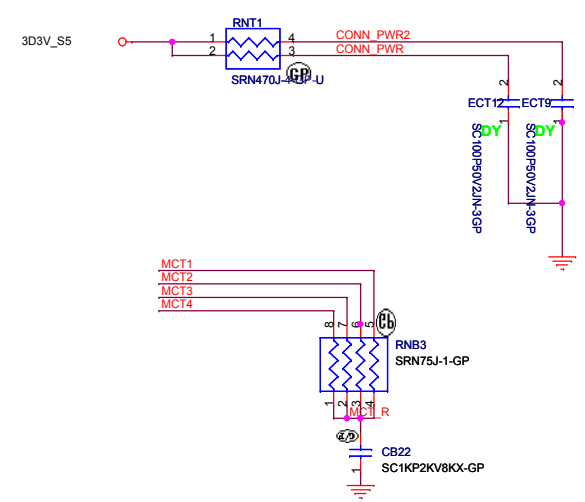 RNT1
3D3V_S5
1
4
CONN_PWR2
2
3
CONN_PWR
GP
SRN470J-4-GP-U
2
2
ECT12
ECT9
1
1
DY
DY
SC100P50V2JN-3GP
SC100P50V2JN-3GP
MCT1
MCT2
MCT3
MCT4
8
7
6
5
Cb
RNB3
SRN75J-1-GP
1
2
3
4
MCT_R
CB22
1
SC1KP2KV8KX-GP